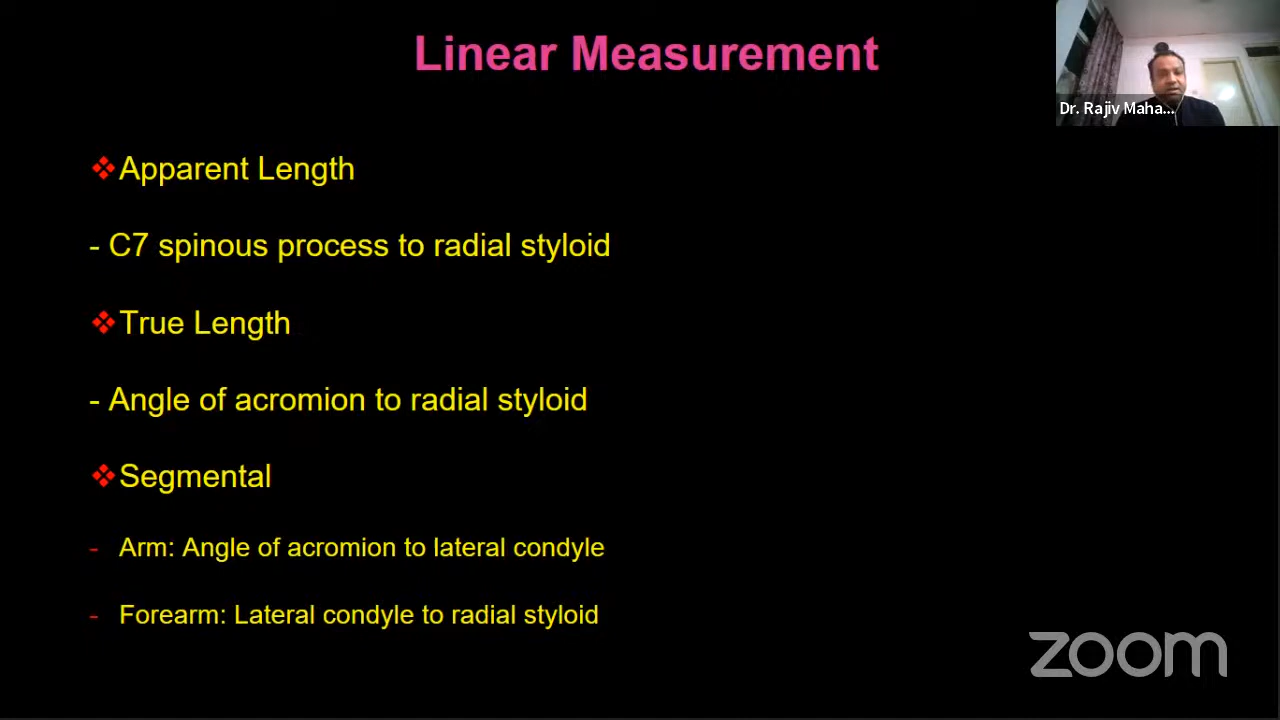 Linear Measurement
Dr. Rajiv Maha...
❖Apparent Length
- C7 spinous process to radial styloid
❖True Length
- Angle of acromion to radial styloid
❖Segmental
- Arm: Angle of acromion to lateral condyle
- Forearm: Lateral condyle to radial styloid
zoom